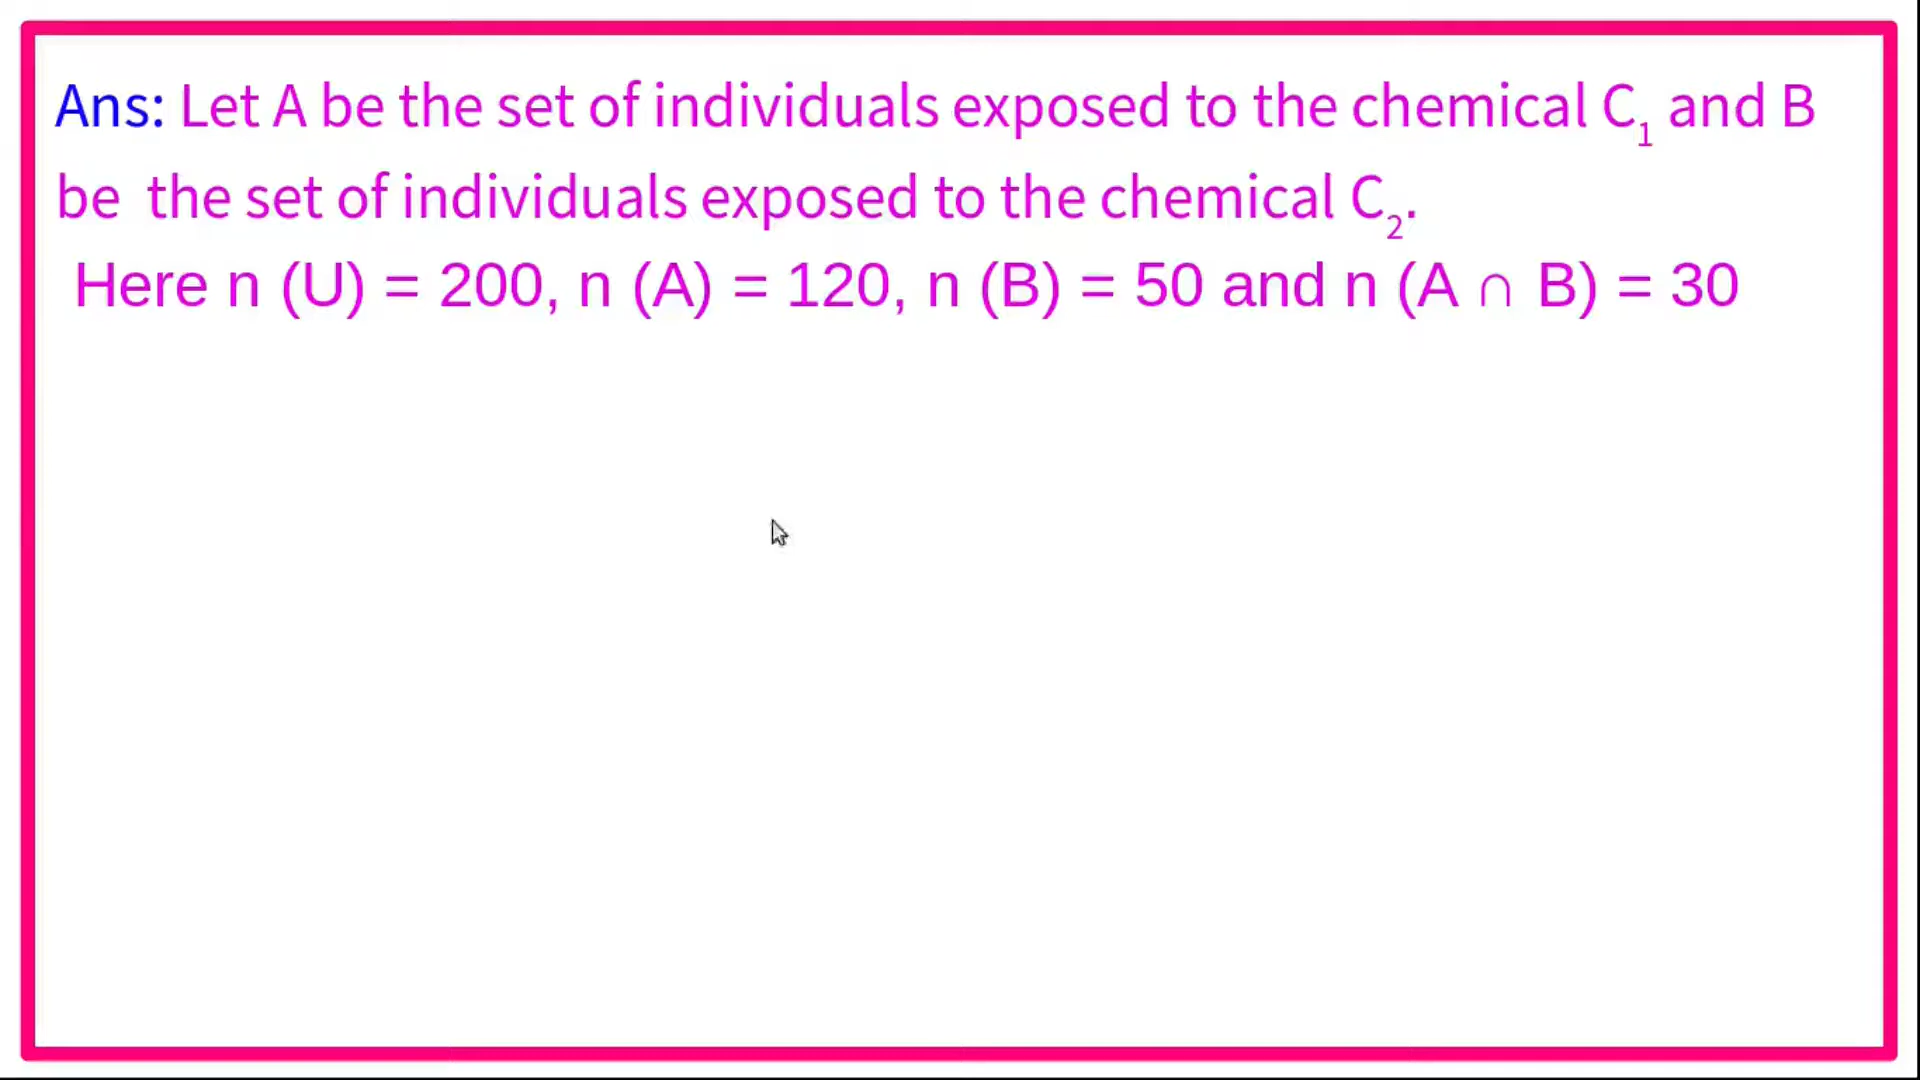 Ans: Let A be the set of individuals exposed to the chemical C₁ and B
be the set of individuals exposed to the chemical C₂.
Here n (U) = 200, n (A) = 120, n (B) = 50 and n (A ∩ B) = 30